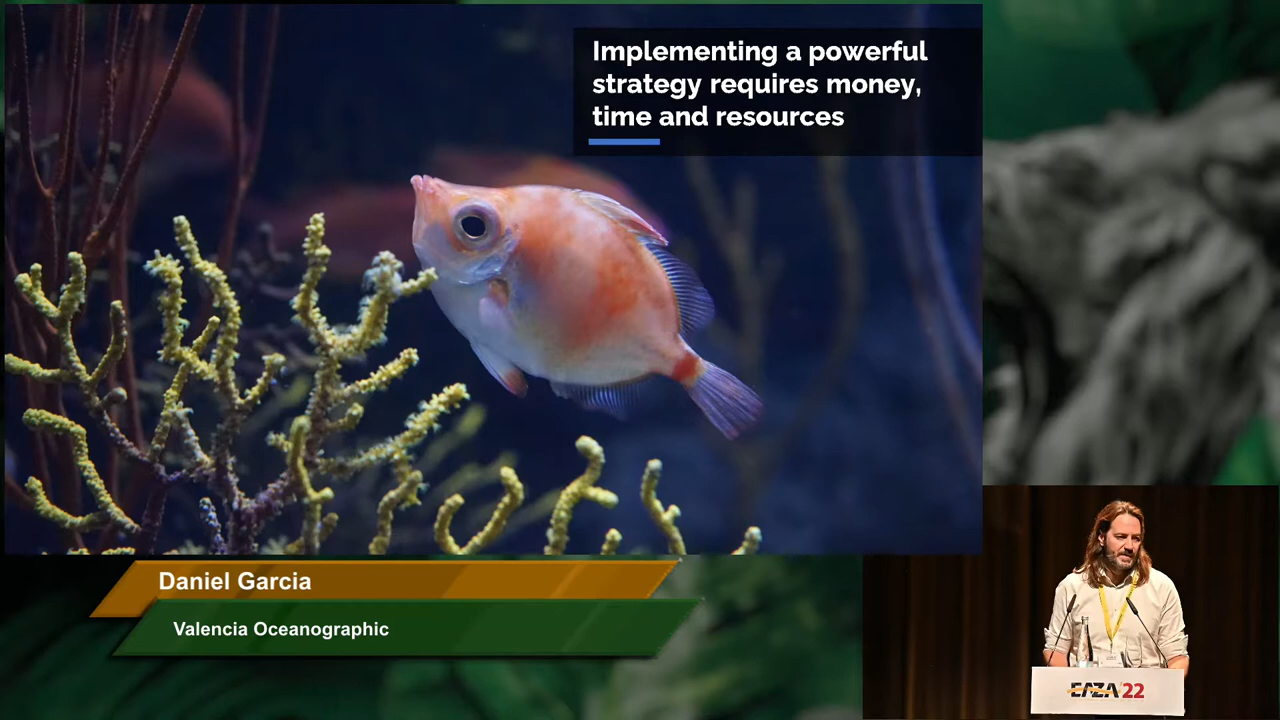 Implementing a powerful
strategy requires money,
time and resources
Daniel Garcia
Valencia Oceanographic
EAZA 22